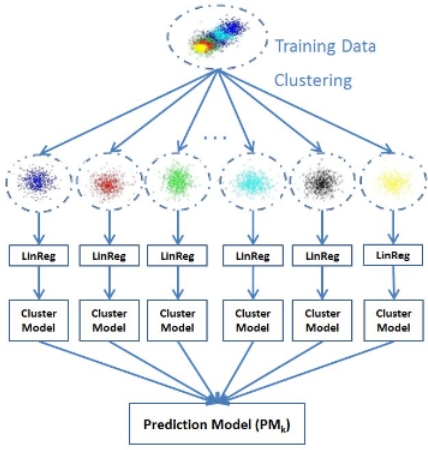 Training Data
Clustering
...
LinReg LinReg LinReg LinReg LinReg LinReg
Cluster Cluster Cluster Cluster Cluster Cluster
Model Model Model Model Model Model
Prediction Model (PMk)